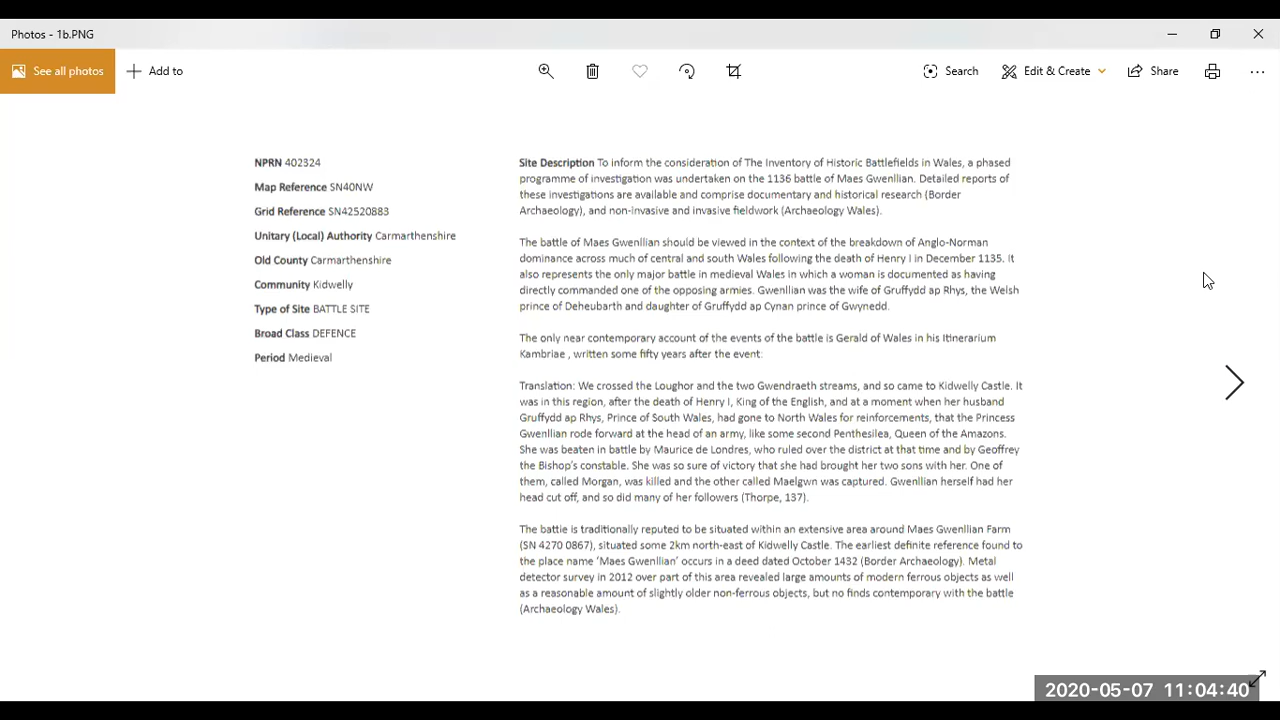 Photos - 1b.PNG
See all photos
Add to
Search
Edit & Create
Share
NPRN 402324
Map Reference SN40NW
Grid Reference SN42520883
Unitary (Local) Authority Carmarthenshire
Old County Carmarthenshire
Community Kidwelly
Type of Site BATTLE SITE
Broad Class DEFENCE
Period Medieval
Site Description To inform the consideration of The Inventory of Historic Battlefields in Wales, a phased
programme of investigation was undertaken on the 1136 battle of Maes Gwenllian. Detailed reports of
these investigations are available and comprise documentary and historical research (Border
Archaeology), and non-invasive and invasive fieldwork (Archaeology Wales).
The battle of Maes Gwenllian should be viewed in the context of the breakdown of Anglo-Norman
dominance across much of central and south Wales following the death of Henry I in December 1135. It
also represents the only major battle in medieval Wales in which a woman is documented as having
directly commanded one of the opposing armies. Gwenllian was the wife of Gruffydd ap Rhys, the Welsh
prince of Deheubarth and daughter of Gruffydd ap Cynan prince of Gwynedd.
The only near contemporary account of the events of the battle is Gerald of Wales in his Itinerarium
Kambriae , written some fifty years after the event:
Translation: We crossed the Loughor and the two Gwendraeth streams, and so came to Kidwelly Castle. It
was in this region, after the death of Henry I, King of the English, and at a moment when her husband
Gruffydd ap Rhys, Prince of South Wales, had gone to North Wales for reinforcements, that the Princess
Gwenllian rode forward at the head of an army, like some second Penthesilea, Queen of the Amazons.
She was beaten in battle by Maurice de Londres, who ruled over the district at that time and by Geoffrey
the Bishop's constable. She was so sure of victory that she had brought her two sons with her. One of
them, called Morgan, was killed and the other called Maelgwn was captured. Gwenllian herself had her
head cut off, and so did many of her followers (Thorpe, 137).
The battle is traditionally reputed to be situated within an extensive area around Maes Gwenllian Farm
(SN 4270 0867), situated some 2km north-east of Kidwelly Castle. The earliest definite reference found to
the place name 'Maes Gwenllian' occurs in a deed dated October 1432 (Border Archaeology). Metal
detector survey in 2012 over part of this area revealed large amounts of modern ferrous objects as well
as a reasonable amount of slightly older non-ferrous objects, but no finds contemporary with the battle
(Archaeology Wales).
2020-05-07 11:04:40